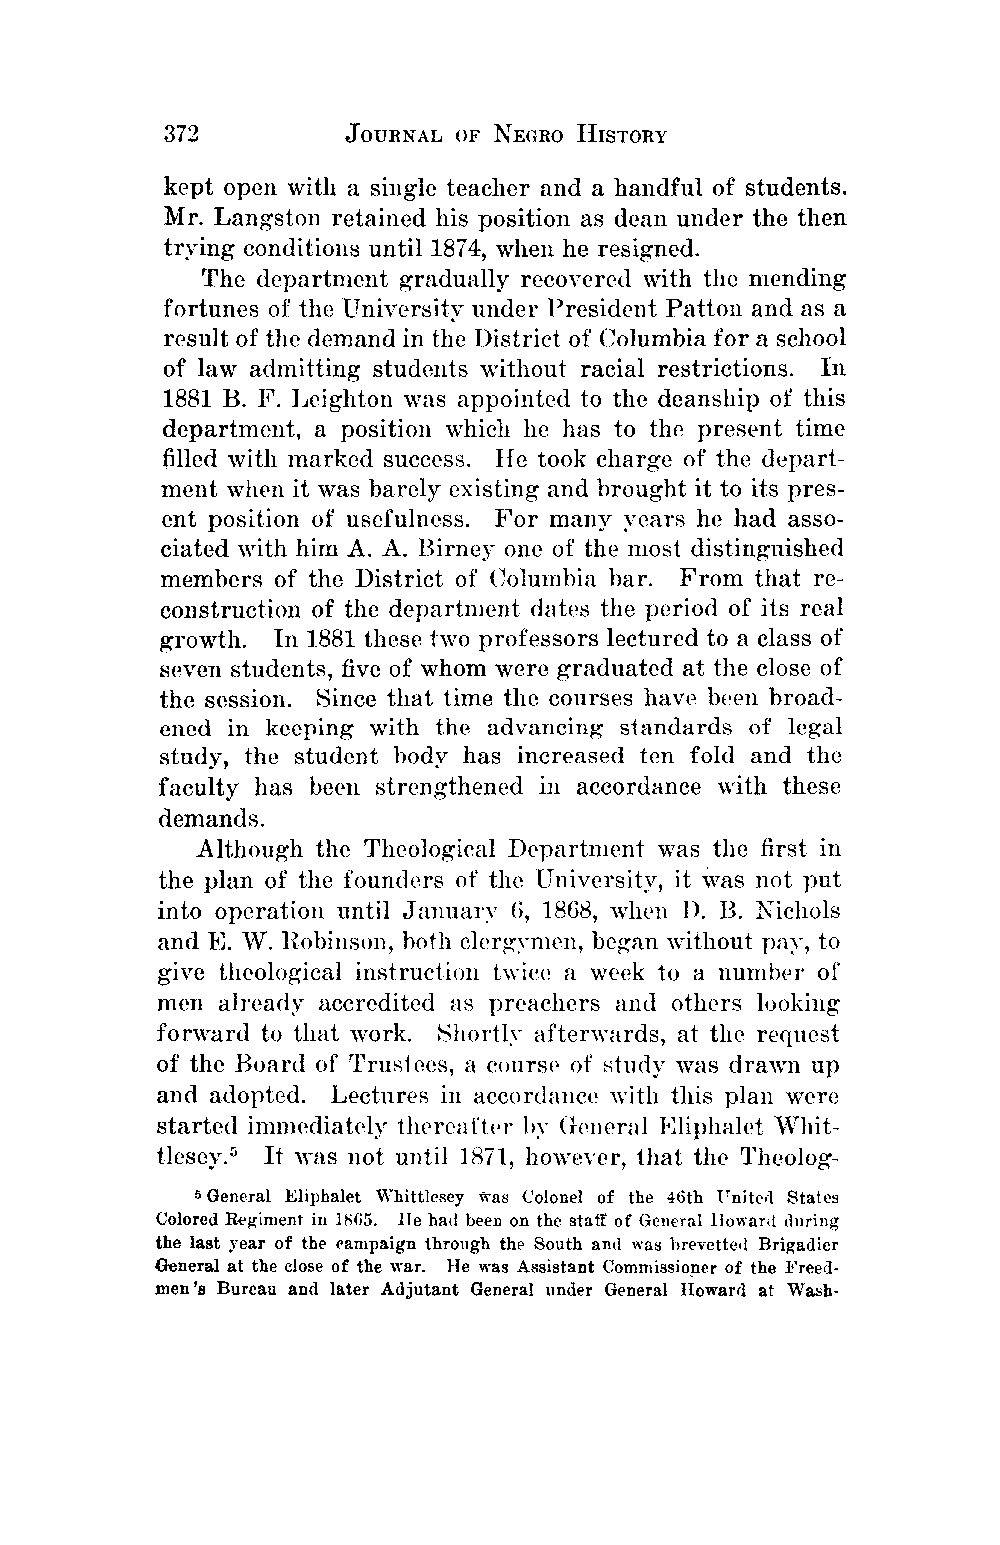 372 JOURNAL OF NEGRO HISTORY
kept open with a single teacher and a handful of students.
Mr. Langston retained his position as dean under the then
trying conditions until 1874, when he resigned.
The department gradually recovered with the mending
fortunes of the University under President Patton and as a
result of the demand in the District of Columbia for a school
of law admitting students without racial restrictions. In
1881 B. F. Leighton was appointed to the deanship of this
department, a position which he has to the present time
filled with marked success. He took charge of the depart-
ment when it was barely existing and brought it to its pres-
ent position of usefulness. For many years he had asso-
ciated with him A. A. Birney one of the most distinguished
members of the District of Columbia bar. From that re-
construction of the department dates the period of its real
growth. In 1881 these two professors lectured to a class of
seven students, five of whom were graduated at the close of
the session. Since that time the courses have been broad-
ened in keeping with the advancing standards of legal
study, the student body has increased ten fold and the
faculty has been strengthened in accordance with these
demands.
Although the Theological Department was the first in
the plan of the founders of the University, it was not put
into operation until January 6, 1868, when D. B. Nichols
and E. W. Robinson, both clergymen, began without pay, to
give theological instruction twice a week to a number of
men already accredited as preachers and others looking
forward to that work. Shortly afterwards, at the request
of the Board of Trustees, a course of study was drawn up
and adopted. Lectures in accordance with this plan were
started immediately thereafter by General Eliphalet Whit-
tlesey.⁵ It was not until 1871, however, that the Theolog-
⁵ General Eliphalet Whittlesey was Colonel of the 46th United States
Colored Regiment in 1865. He had been on the staff of General Howard during
the last year of the campaign through the South and was brevetted Brigadier
General at the close of the war. He was Assistant Commissioner of the Freed-
men's Bureau and later Adjutant General under General Howard at Wash-